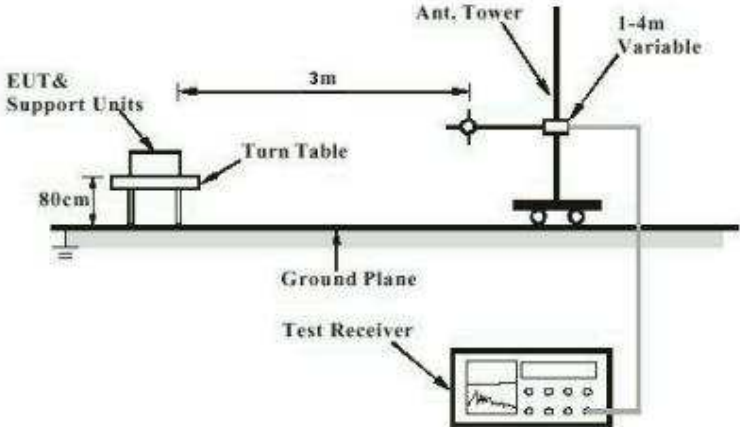 Ant. Tower
1-4m
Variable
3m
EUT&
Support Units
Turn Table
80cm
Ground Plane
Test Receiver